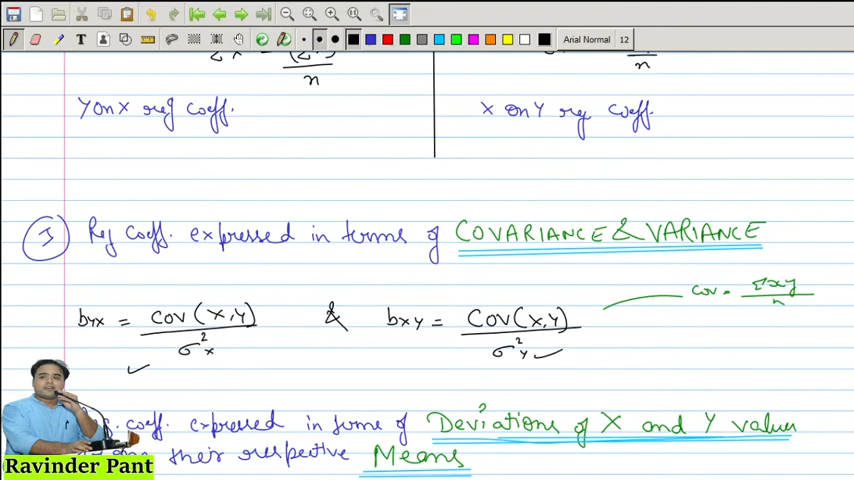 Arial Normal 12
n
n
Y on X reg coeff.
X on Y reg coeff.
Reg Coeff. expressed in terms of COVARIANCE & VARIANCE
cov = Σxy/n
byx = COV(X,Y)/σ²x & bxy = COV(X,Y)/σ²y
coeff. expressed in terms of Deviations of X and Y values
their respective Means
Ravinder Pant